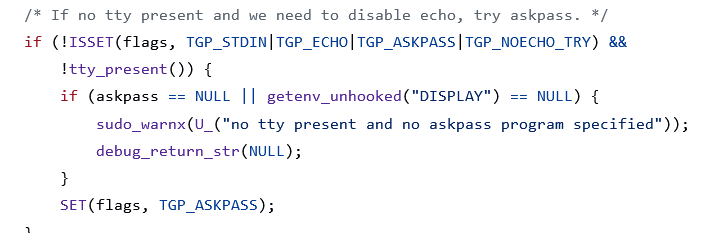 /* If no tty present and we need to disable echo, try askpass. */
if (!ISSET(flags, TGP_STDIN|TGP_ECHO|TGP_ASKPASS|TGP_NOECHO_TRY) &&
    !tty_present()) {
    if (askpass == NULL || getenv_unhooked("DISPLAY") == NULL) {
        sudo_warnx(U_("no tty present and no askpass program specified"));
        debug_return_str(NULL);
    }
    SET(flags, TGP_ASKPASS);
}